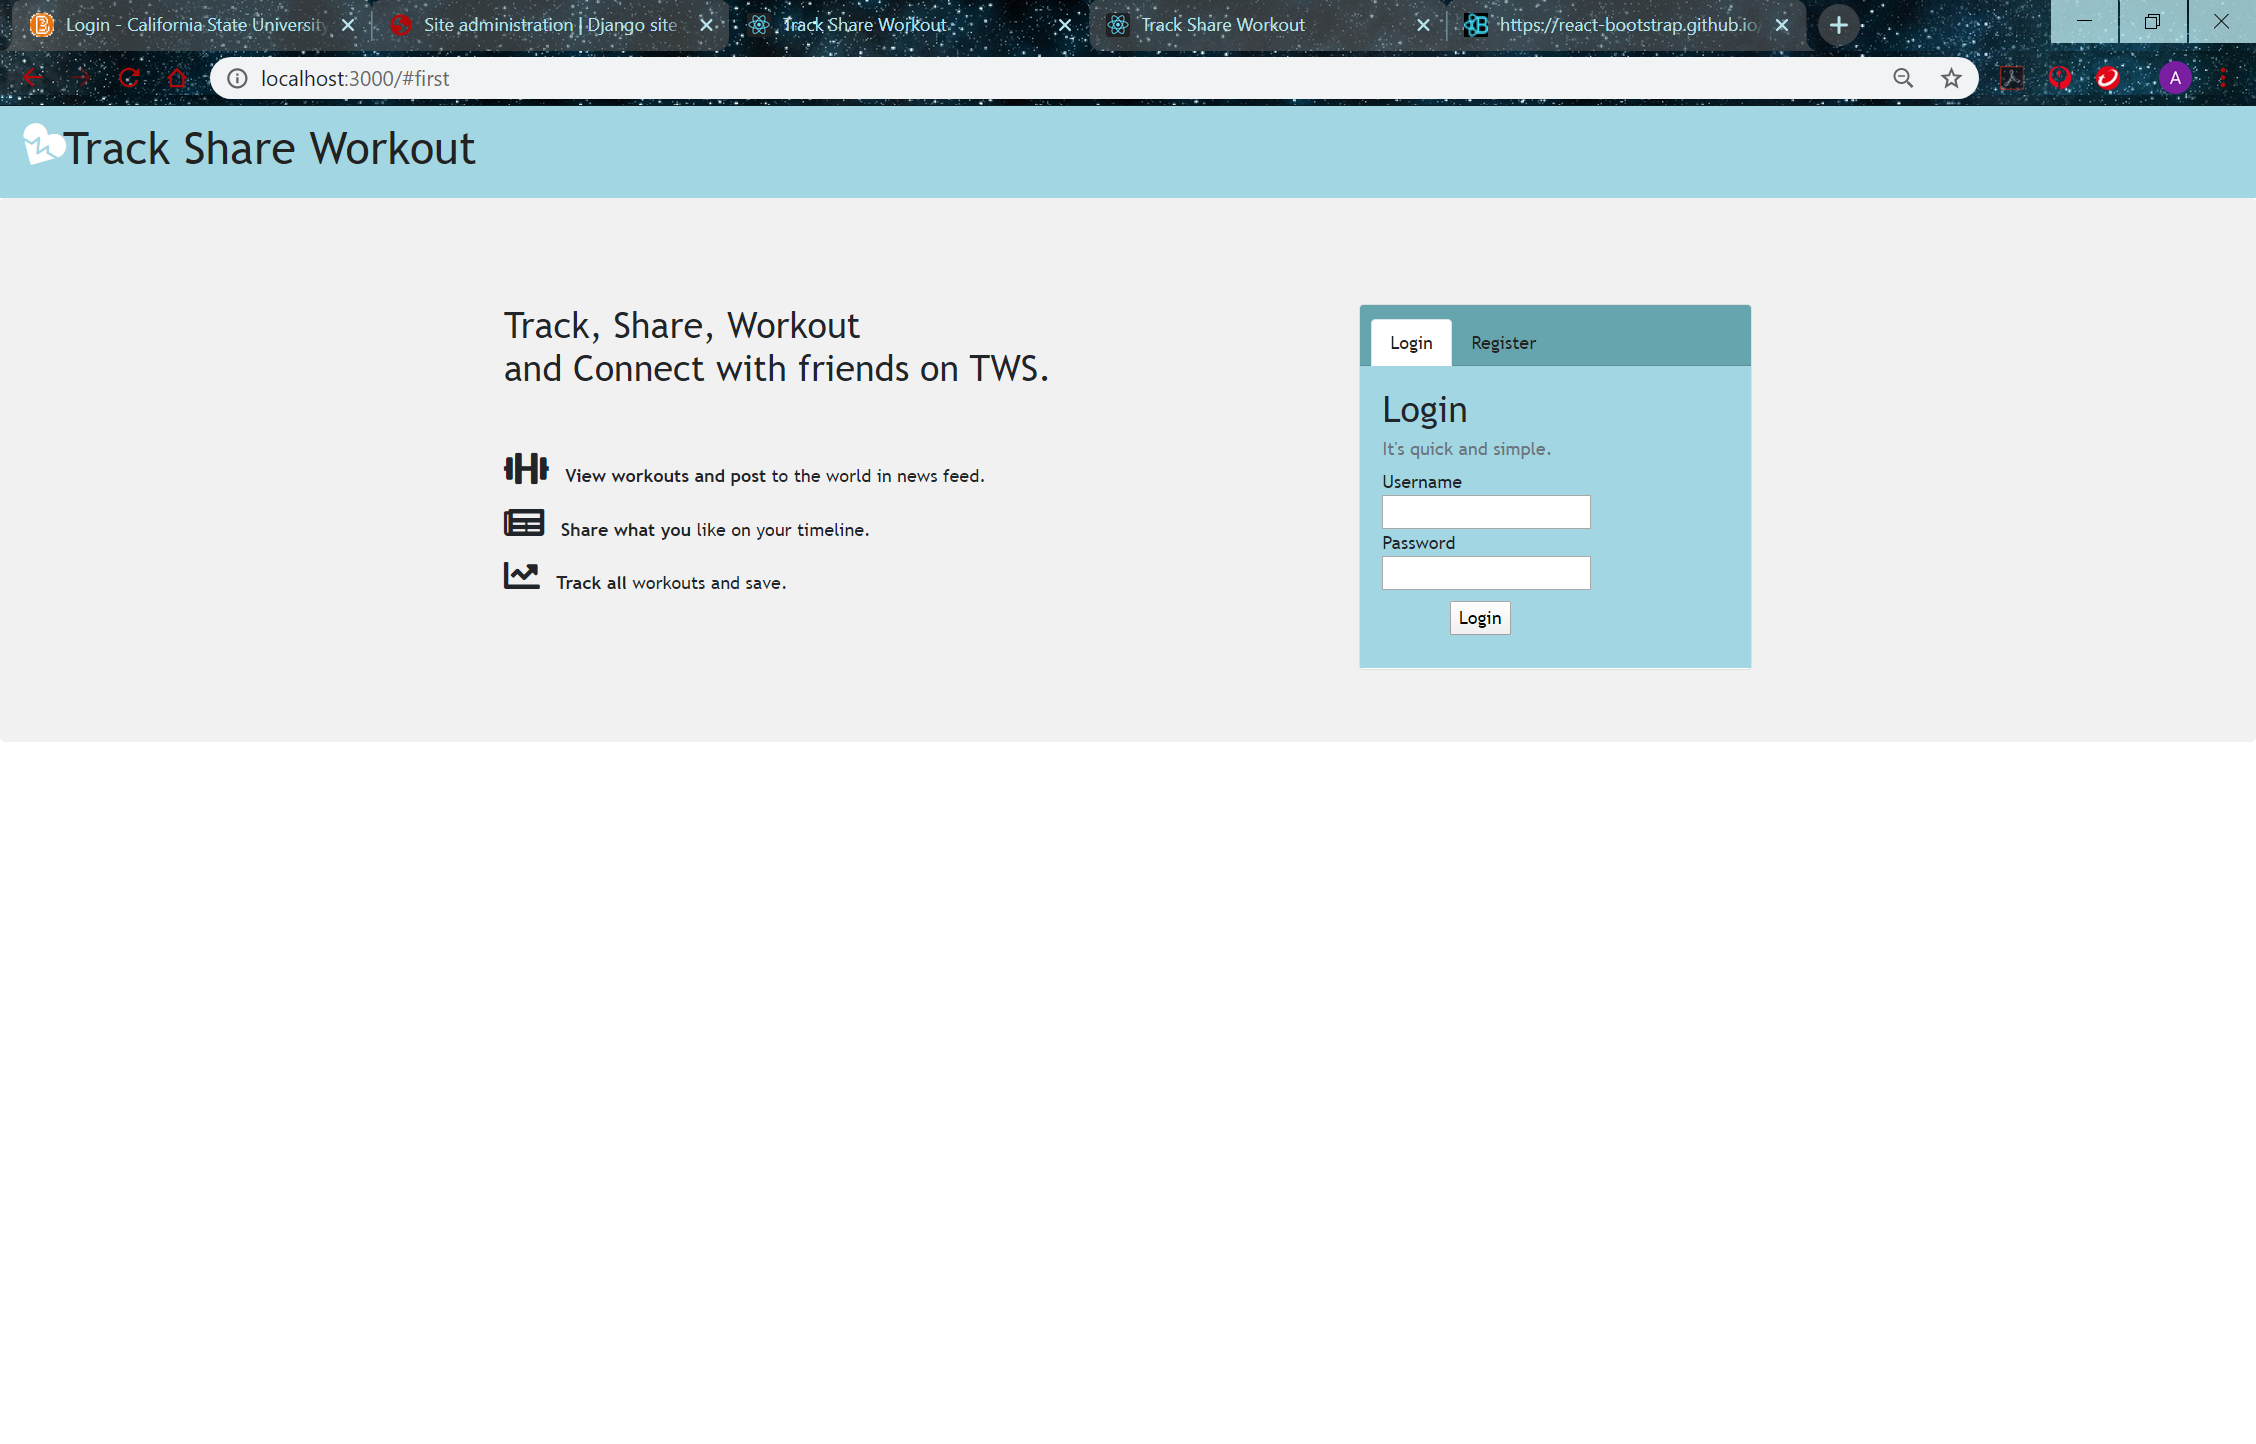 Login - California State University
Site administration | Django site
Track Share Workout
Track Share Workout
https://react-bootstrap.github.io/
localhost:3000/#first
A
Track Share Workout
Track, Share, Workout
and Connect with friends on TWS.
View workouts and post to the world in news feed.
Share what you like on your timeline.
Track all workouts and save.
Login Register
Login
It's quick and simple.
Username
Password
Login